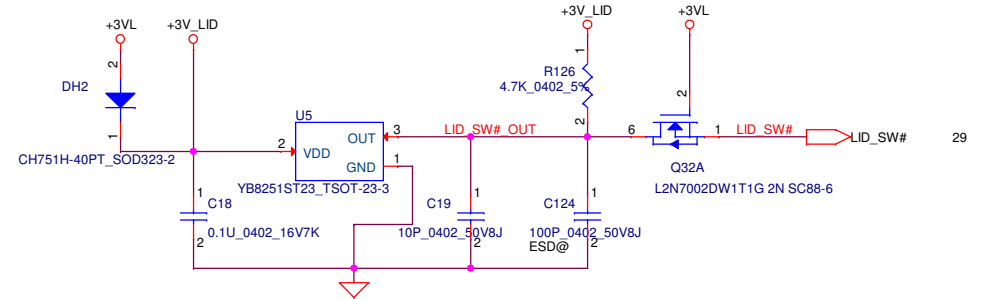 +3VL
+3V_LID
+3V_LID
+3VL
2
DH2
1
CH751H-40PT_SOD323-2
U5
2
VDD
OUT
3
GND
1
YB8251ST23_TSOT-23-3
LID_SW#_OUT
1
R126
4.7K_0402_5%
2
2
6
1
LID_SW#
LID_SW#
29
Q32A
L2N7002DW1T1G 2N SC88-6
1
C18
0.1U_0402_16V7K
2
1
C19
10P_0402_50V8J
2
1
C124
100P_0402_50V8J
2
ESD@